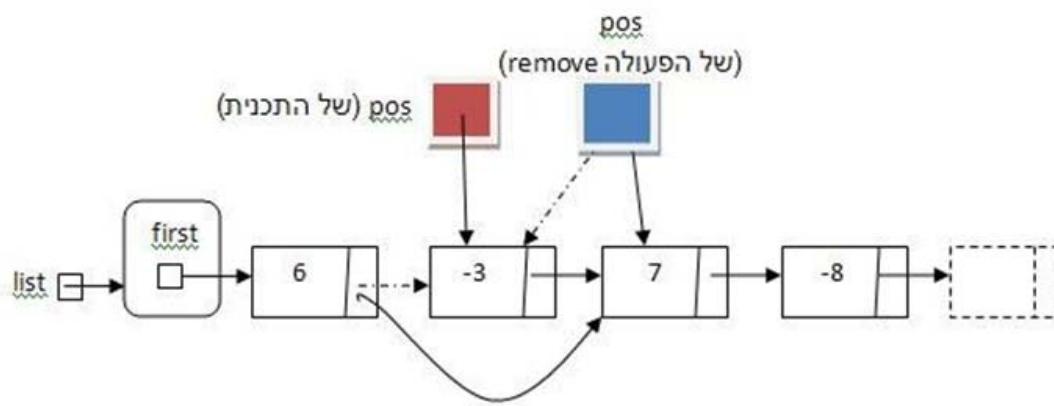 pos
(של הפעולה remove)
pos (של התכנית)
first
list
6
-3
7
-8